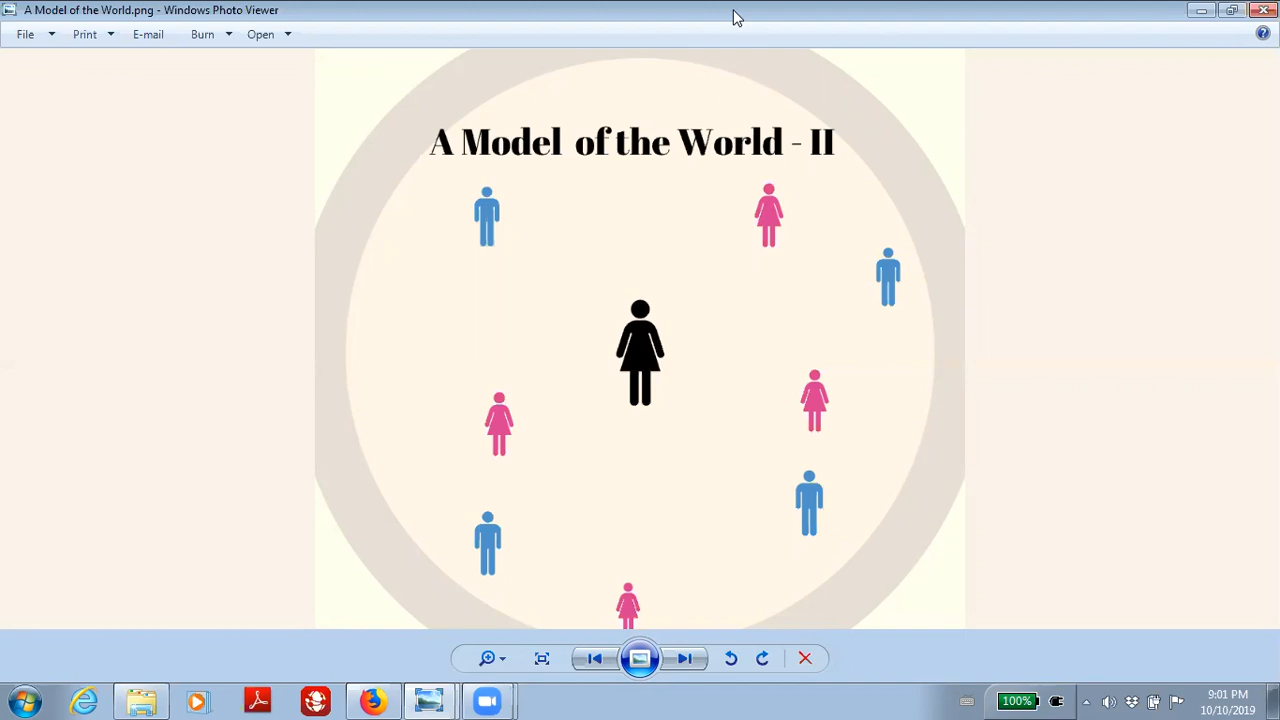 A Model of the World.png - Windows Photo Viewer
File Print E-mail Burn Open
A Model of the World - II
100%
9:01 PM
10/10/2019